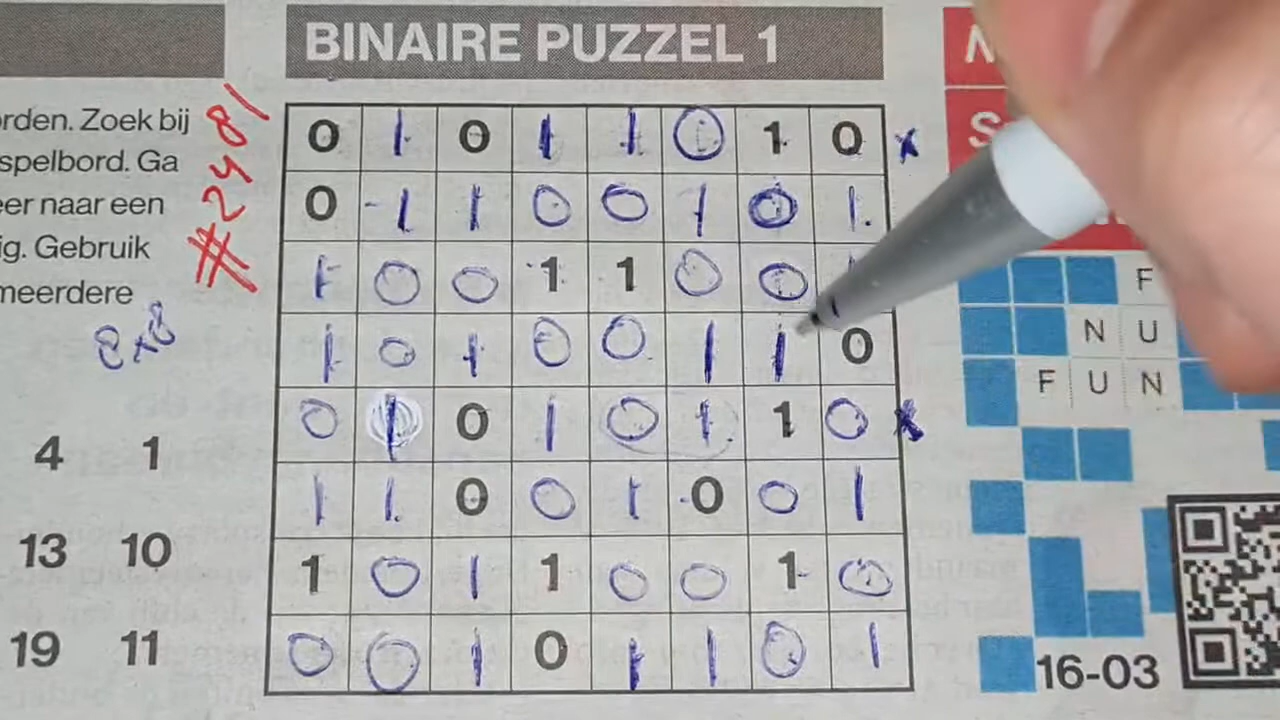 BINAIRE PUZZEL 1
rden. Zoek bij
spelbord. Ga
eer naar een
ig. Gebruik
meerdere
#2481
8x8
4 1
13 10
19 11
0 1 0 1 1 0 1 0 x
0 1 1 0 0 1 0 1
1 0 0 1 1 0 0 1
1 0 1 0 0 1 1 0
0 1 0 1 0 1 1 0 x
1 1 0 0 1 0 0 1
1 0 1 1 0 0 1 0
0 0 1 0 1 1 0 1
N
S
F
N U
F U N
16-03